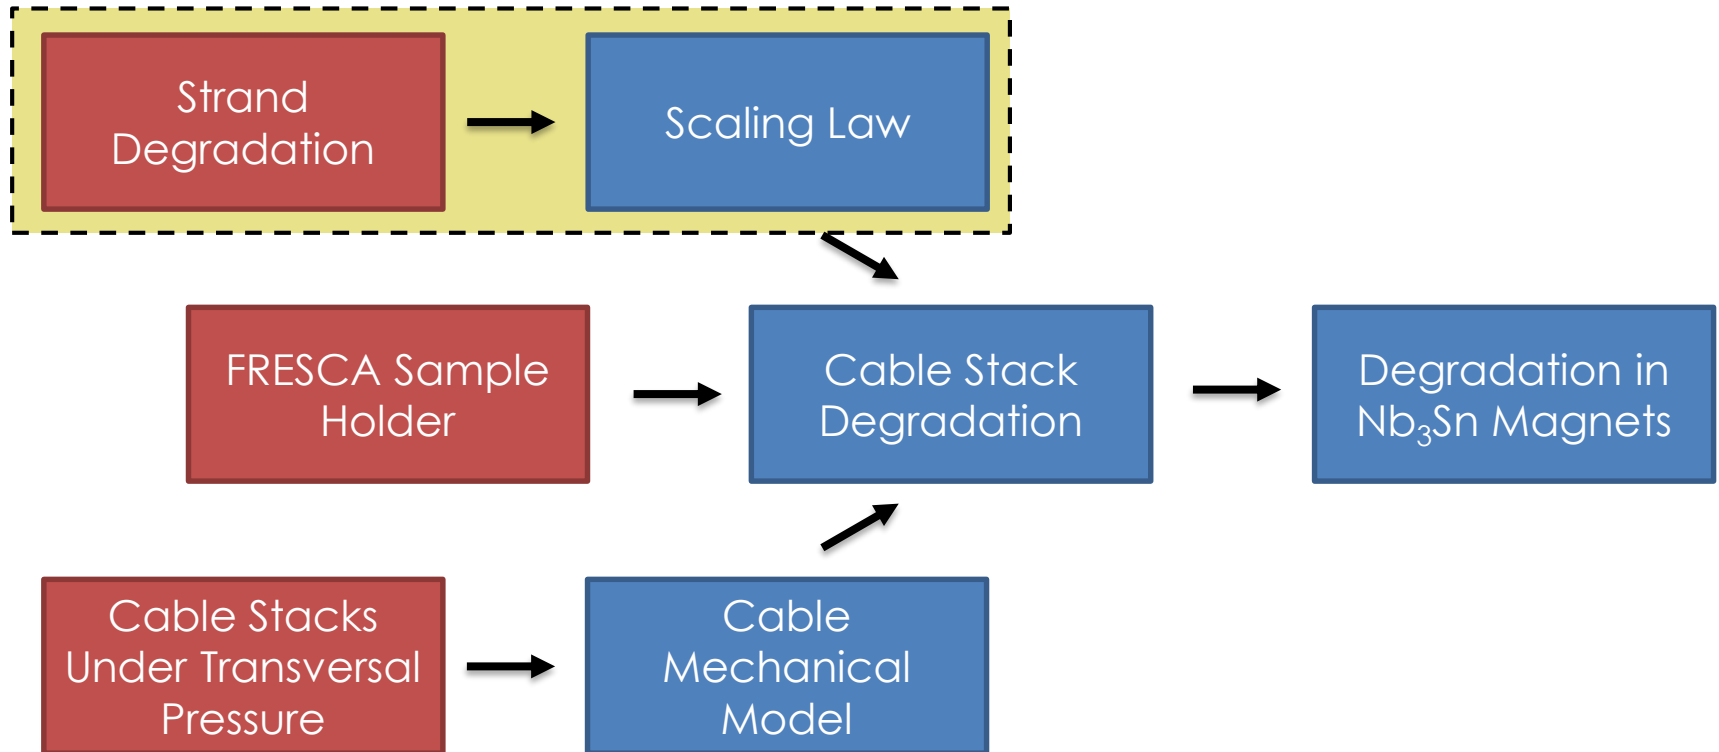 Strand
Degradation
Scaling Law
FRESCA Sample
Holder
Cable Stack
Degradation
Degradation in
Nb₃Sn Magnets
Cable Stacks
Under Transversal
Pressure
Cable
Mechanical
Model